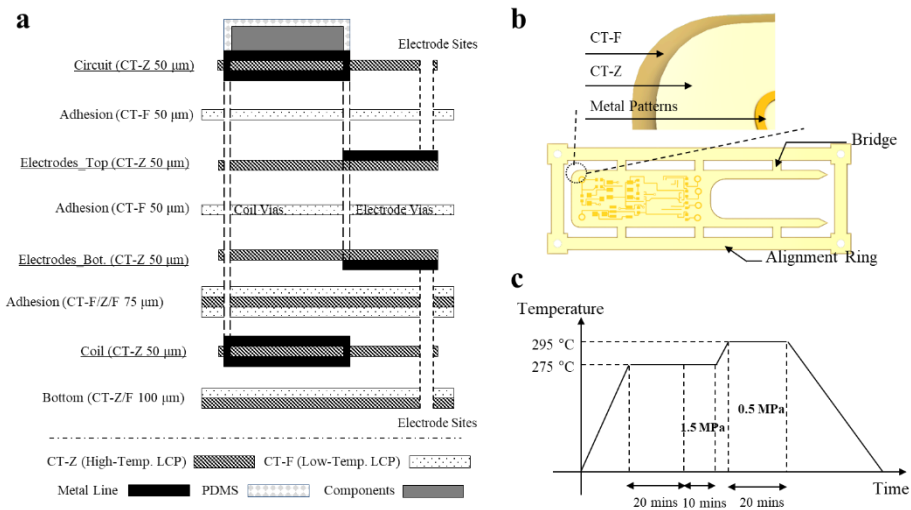 a
Electrode Sites
Circuit (CT-Z 50 μm)
Adhesion (CT-F 50 μm)
Electrodes_Top (CT-Z 50 μm)
Adhesion (CT-F 50 μm)
Coil Vias
Electrode Vias
Electrodes_Bot. (CT-Z 50 μm)
Adhesion (CT-F/Z/F 75 μm)
Coil (CT-Z 50 μm)
Bottom (CT-Z/F 100 μm)
Electrode Sites
CT-Z (High-Temp. LCP)
CT-F (Low-Temp. LCP)
Metal Line
PDMS
Components
b
CT-F
CT-Z
Metal Patterns
Bridge
Alignment Ring
c
Temperature
295 °C
275 °C
1.5 MPa
0.5 MPa
Time
20 mins
10 mins
20 mins